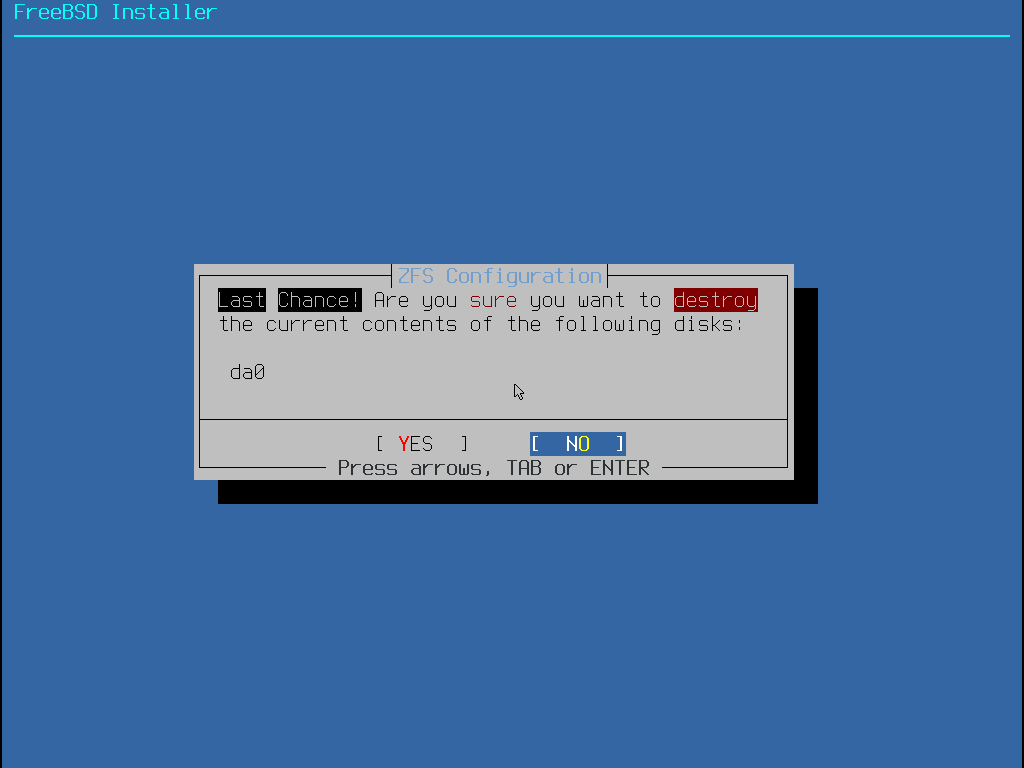 FreeBSD Installer
ZFS Configuration
Last Chance! Are you sure you want to destroy
the current contents of the following disks:
da0
[ YES ] [ NO ]
Press arrows, TAB or ENTER